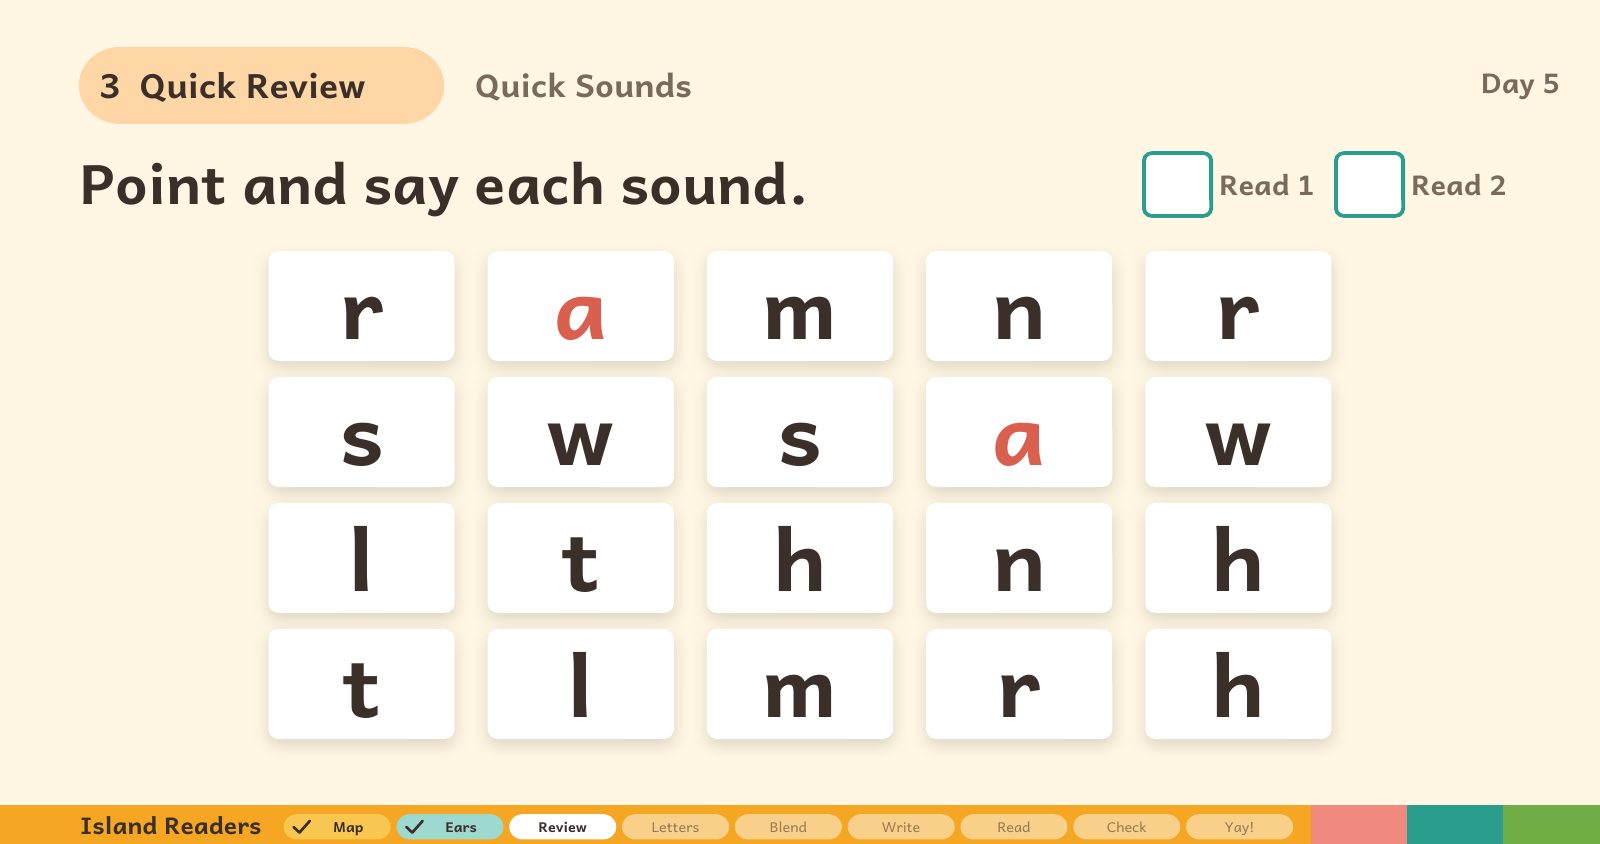 3 Quick Review
Quick Sounds
Day 5
Point and say each sound.
Read 1
Read 2
r a m n r
s w s a w
l t h n h
t l m r h
Island Readers
Map
Ears
Review
Letters
Blend
Write
Read
Check
Yay!